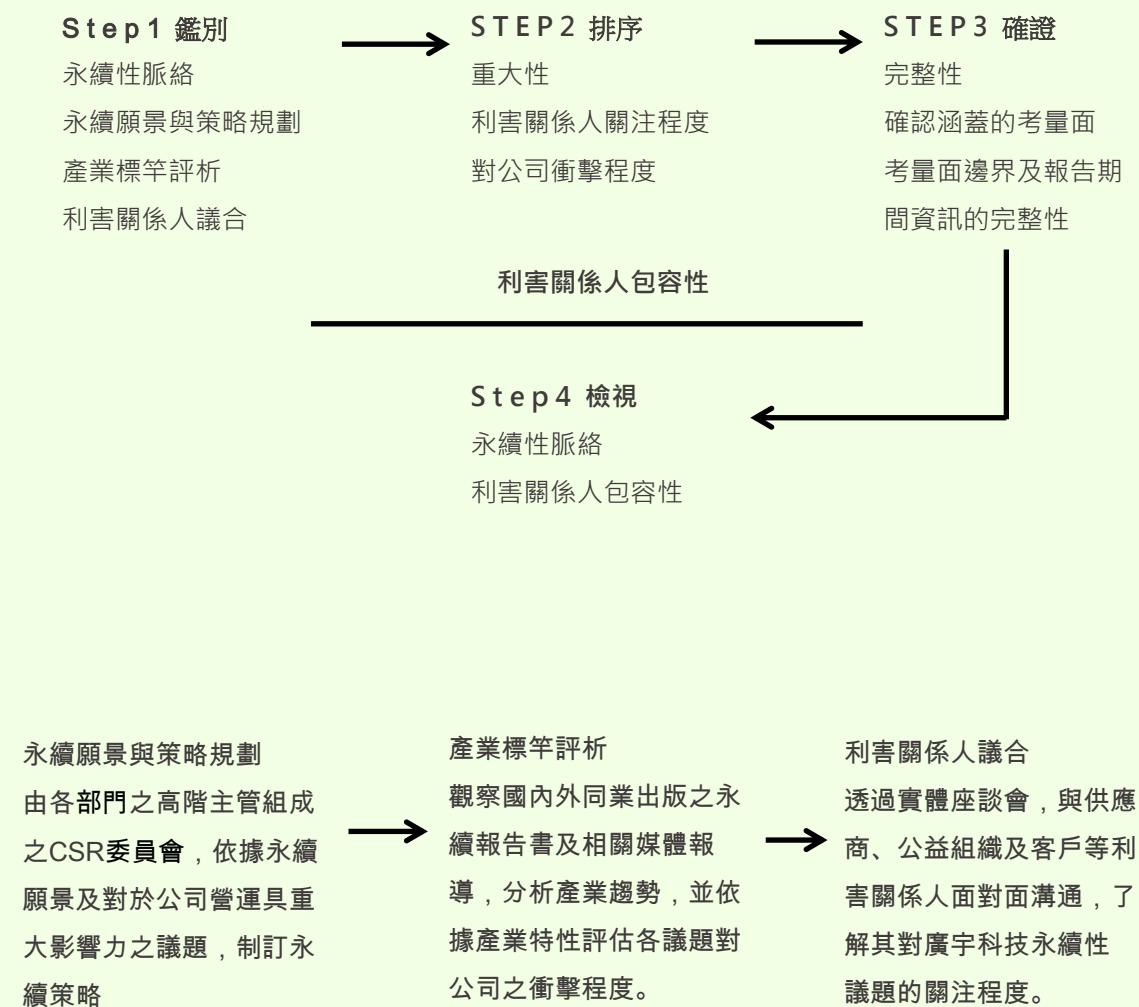 Step1 鑑別
永續性脈絡
永續願景與策略規劃
產業標竿評析
利害關係人議合
STEP2 排序
重大性
利害關係人關注程度
對公司衝擊程度
STEP3 確證
完整性
確認涵蓋的考量面
考量面邊界及報告期
間資訊的完整性
利害關係人包容性
Step4 檢視
永續性脈絡
利害關係人包容性
永續願景與策略規劃
由各部門之高階主管組成
之CSR委員會，依據永續
願景及對於公司營運具重
大影響力之議題，制訂永
續策略
產業標竿評析
觀察國內外同業出版之永
續報告書及相關媒體報
導，分析產業趨勢，並依
據產業特性評估各議題對
公司之衝擊程度。
利害關係人議合
透過實體座談會，與供應
商、公益組織及客戶等利
害關係人面對面溝通，了
解其對廣宇科技永續性
議題的關注程度。